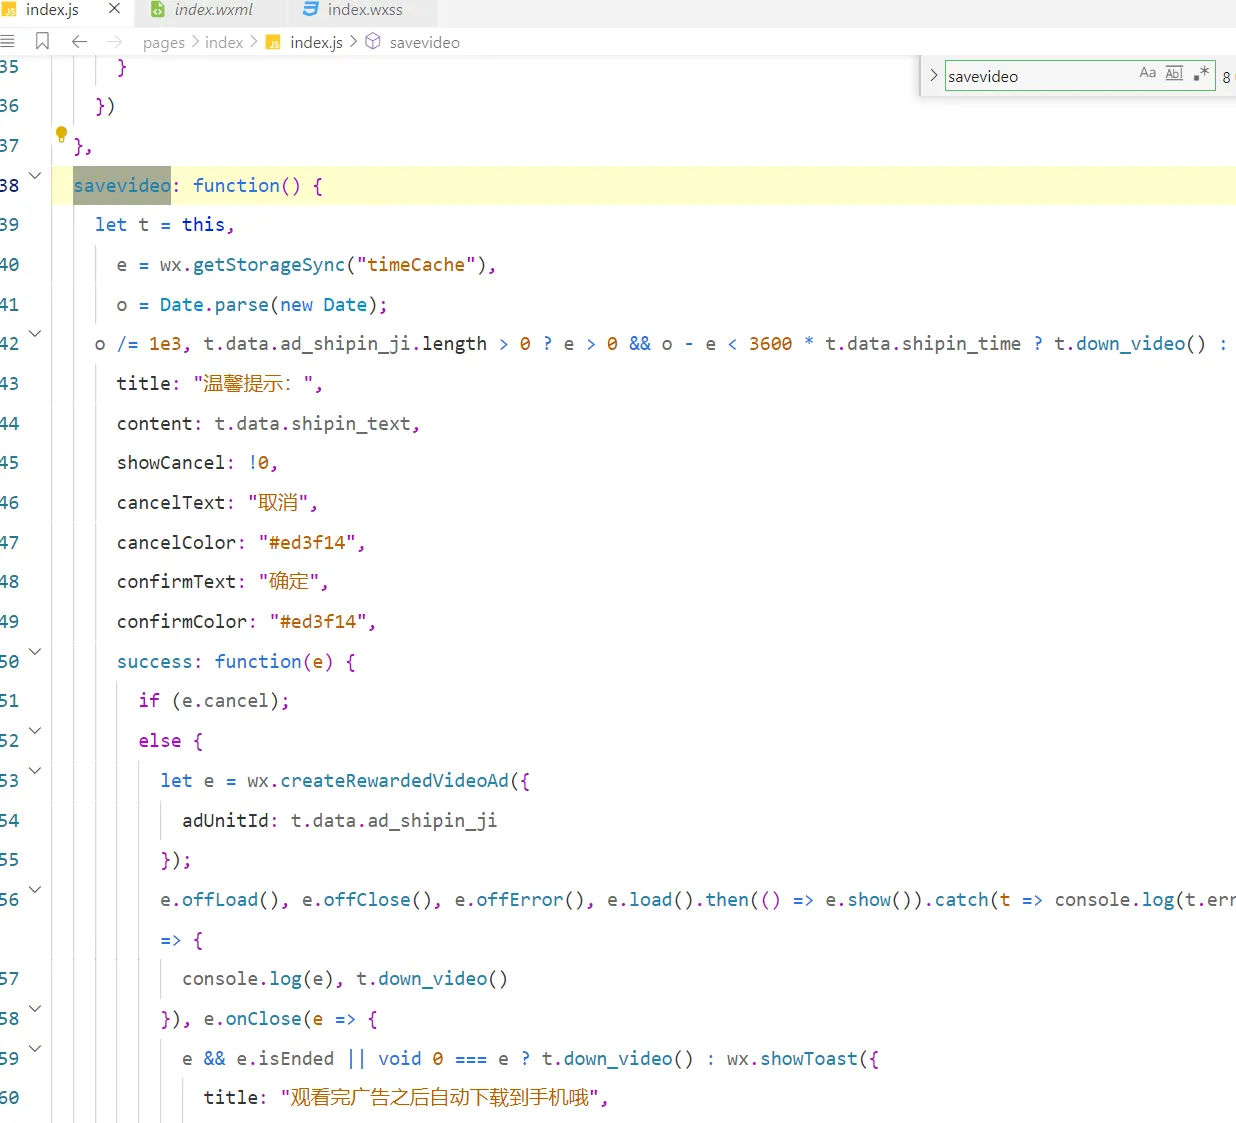 index.js
index.wxml
index.wxss
pages > index > index.js > savevideo
savevideo
Aa Abl .* 8
35 }
36 })
37 },
38 savevideo: function() {
39 let t = this,
40 e = wx.getStorageSync("timeCache"),
41 o = Date.parse(new Date);
42 o /= 1e3, t.data.ad_shipin_ji.length > 0 ? e > 0 && o - e < 3600 * t.data.shipin_time ? t.down_video() :
43 title: "温馨提示：",
44 content: t.data.shipin_text,
45 showCancel: !0,
46 cancelText: "取消",
47 cancelColor: "#ed3f14",
48 confirmText: "确定",
49 confirmColor: "#ed3f14",
50 success: function(e) {
51 if (e.cancel);
52 else {
53 let e = wx.createRewardedVideoAd({
54 adUnitId: t.data.ad_shipin_ji
55 });
56 e.offLoad(), e.offClose(), e.offError(), e.load().then(() => e.show()).catch(t => console.log(t.err
=> {
57 console.log(e), t.down_video()
58 }), e.onClose(e => {
59 e && e.isEnded || void 0 === e ? t.down_video() : wx.showToast({
60 title: "观看完广告之后自动下载到手机哦",